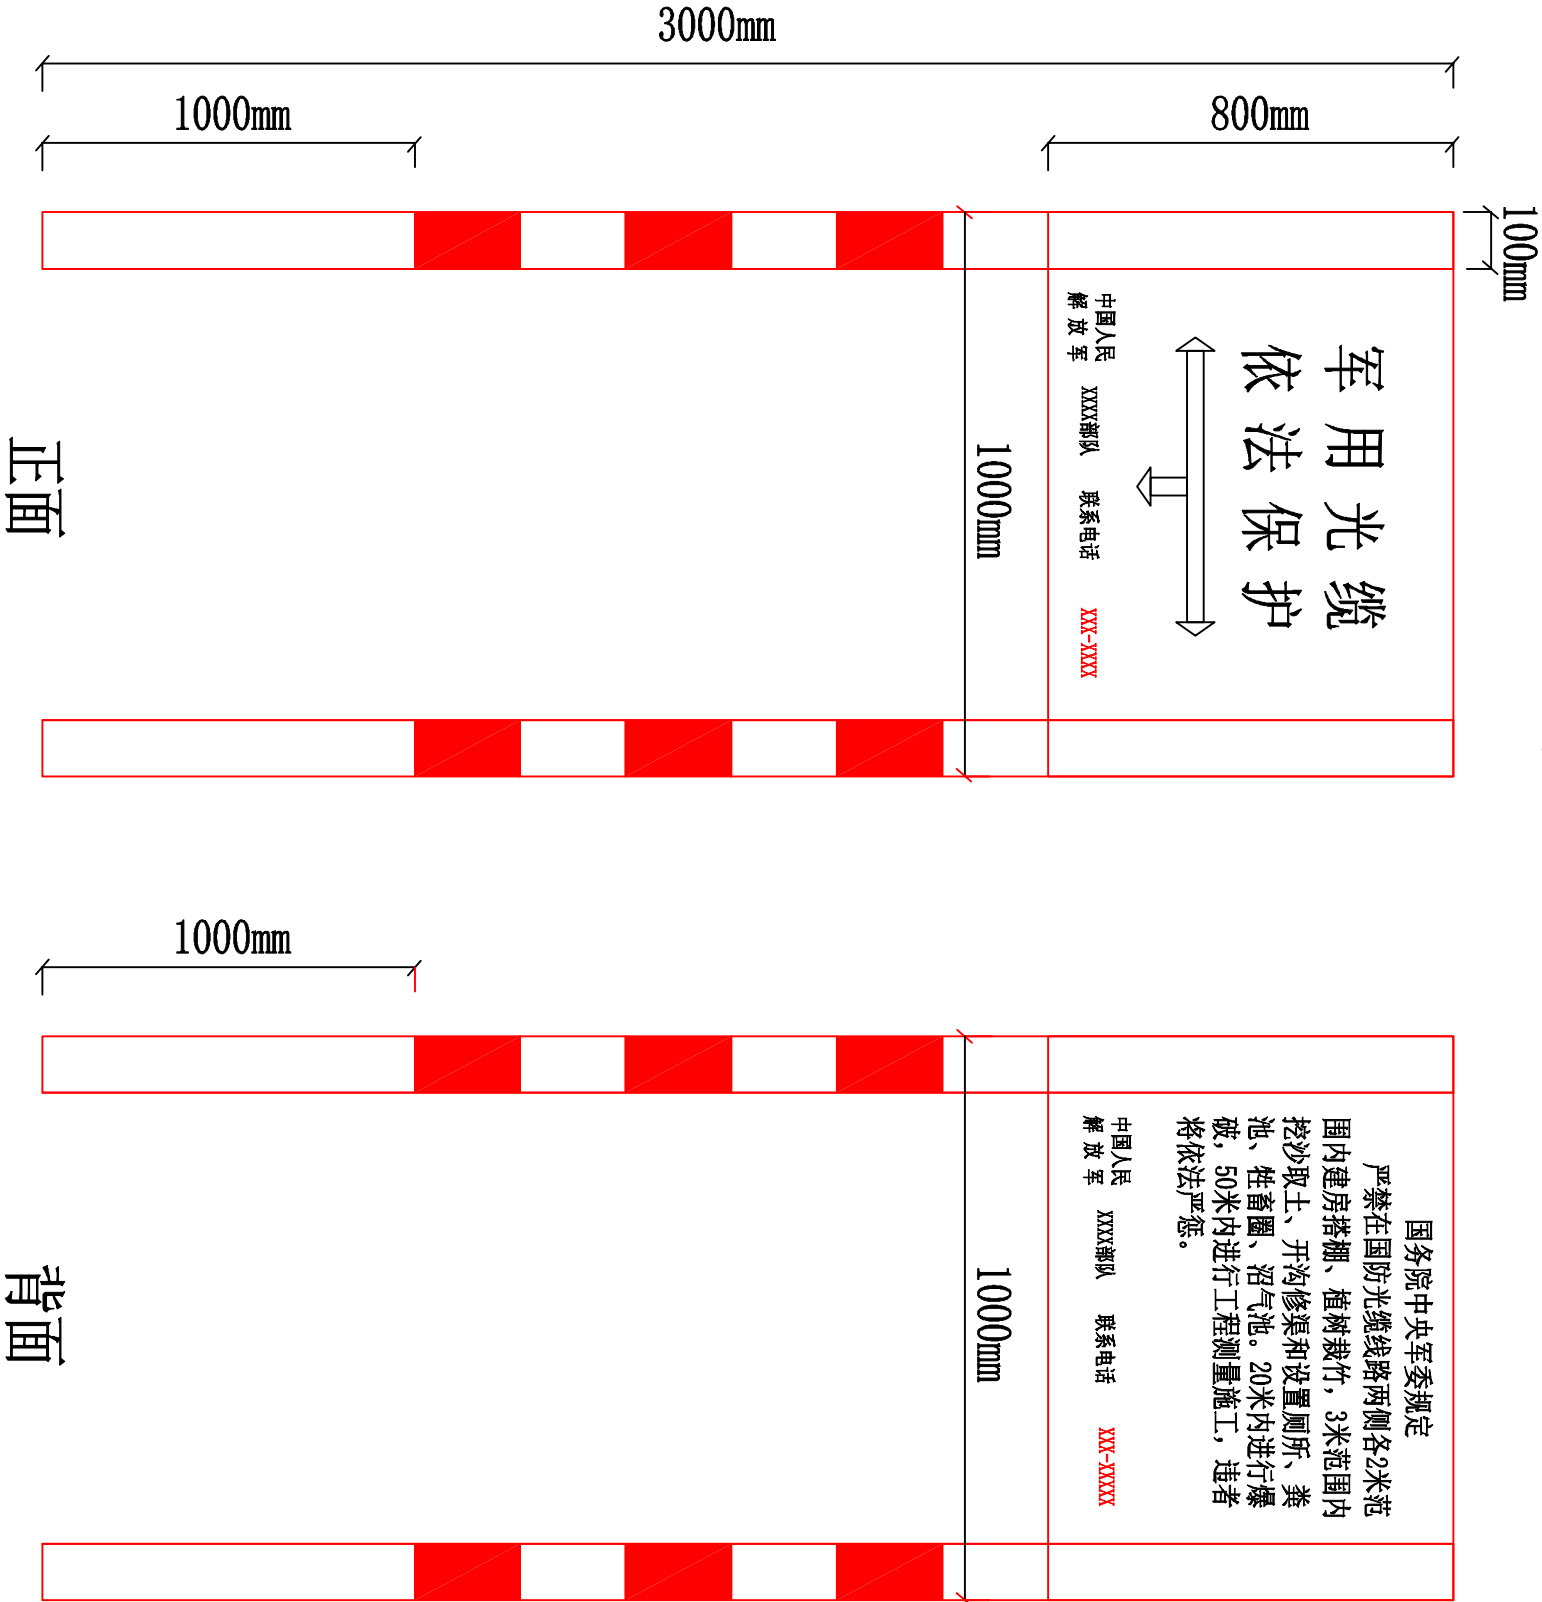 3000mm
1000mm
800mm
100mm
军用光缆
依法保护
中国人民
解放军
XXXX部队
联系电话
XXX-XXXX
1000mm
正面
1000mm
国务院中央军委规定
严禁在国防光缆线路两侧各2米范
围内建房搭棚、植树栽竹，3米范围内
挖沙取土、开沟修渠和设置厕所、粪
池、牲畜圈、沼气池。20米内进行爆
破，50米内进行工程测量施工，违者
将依法严惩。
中国人民
解放军
XXXX部队
联系电话
XXX-XXXXX
1000mm
背面